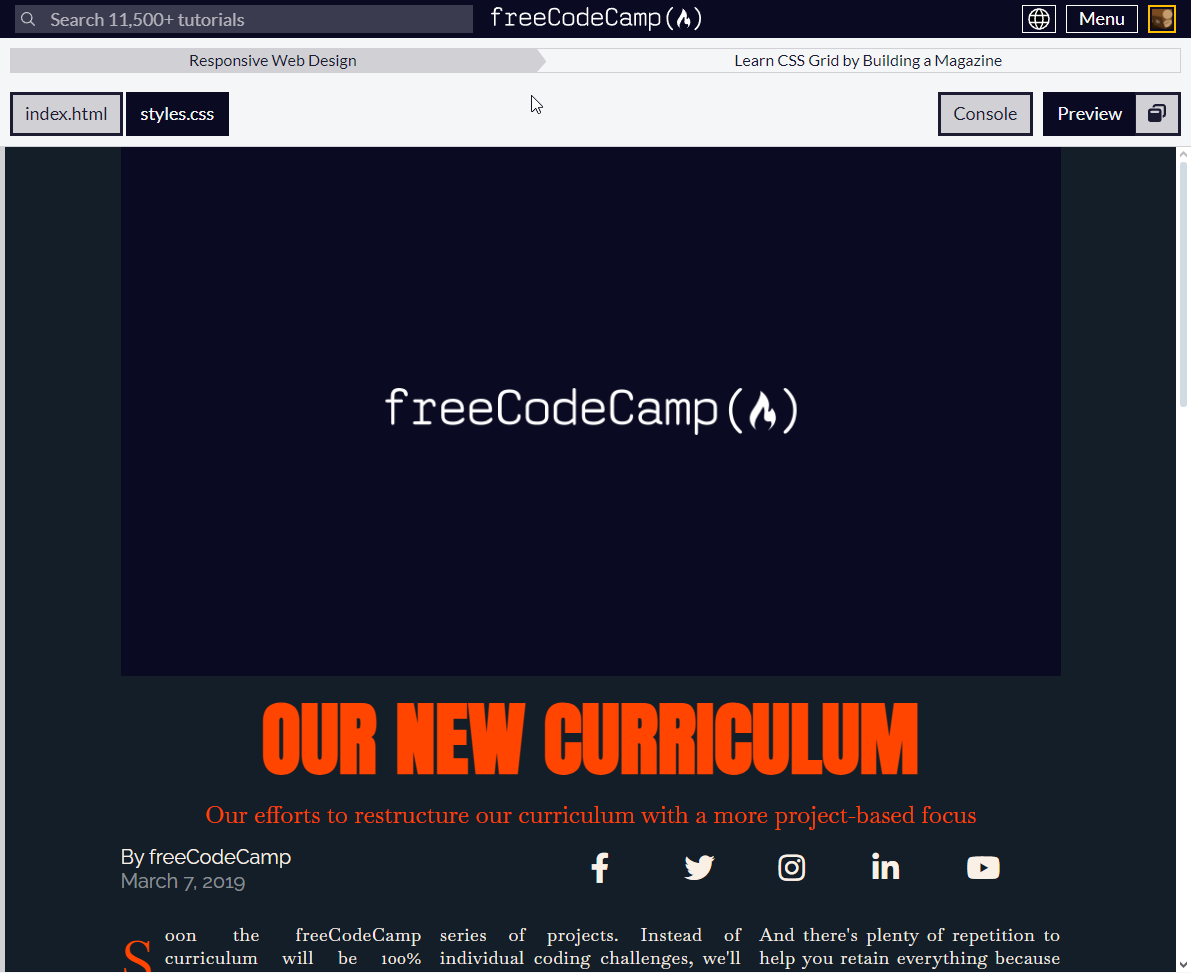 Search 11,500+ tutorials
freeCodeCamp
Menu
Responsive Web Design
Learn CSS Grid by Building a Magazine
index.html
styles.css
Console
Preview
freeCodeCamp
OUR NEW CURRICULUM
Our efforts to restructure our curriculum with a more project-based focus
By freeCodeCamp
March 7, 2019
Soon the freeCodeCamp
curriculum will be 100%
series of projects. Instead of
individual coding challenges, we'll
And there's plenty of repetition to
help you retain everything because